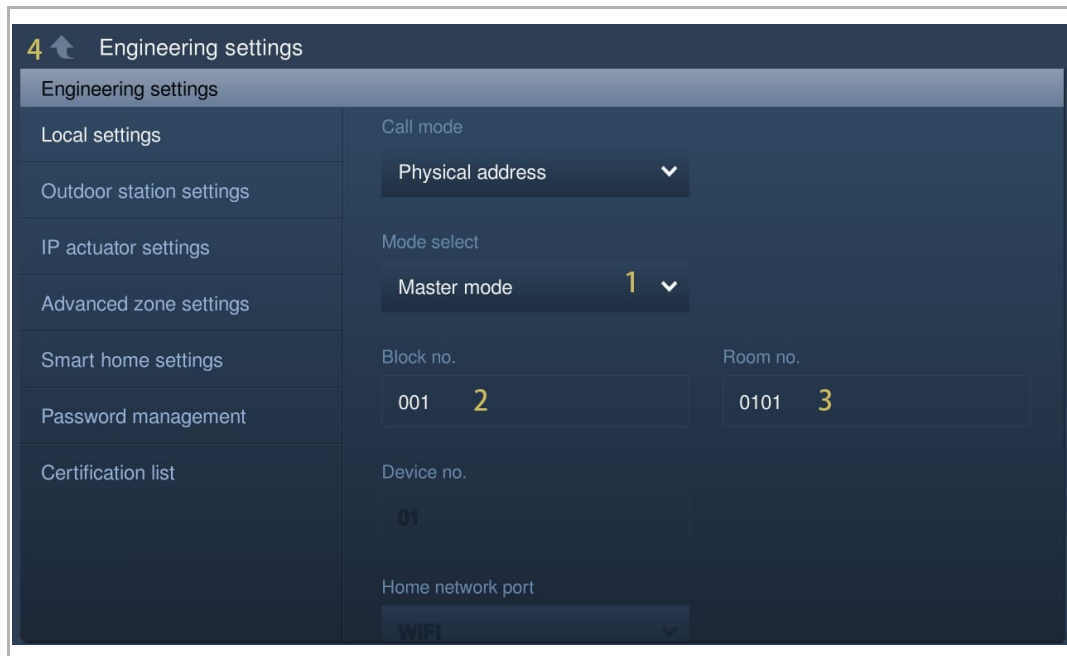 4 Engineering settings
Engineering settings
Local settings
Outdoor station settings
IP actuator settings
Advanced zone settings
Smart home settings
Password management
Certification list
Call mode
Physical address
Mode select
Master mode 1
Block no.
001 2
Room no.
0101 3
Device no.
01
Home network port
WIFI